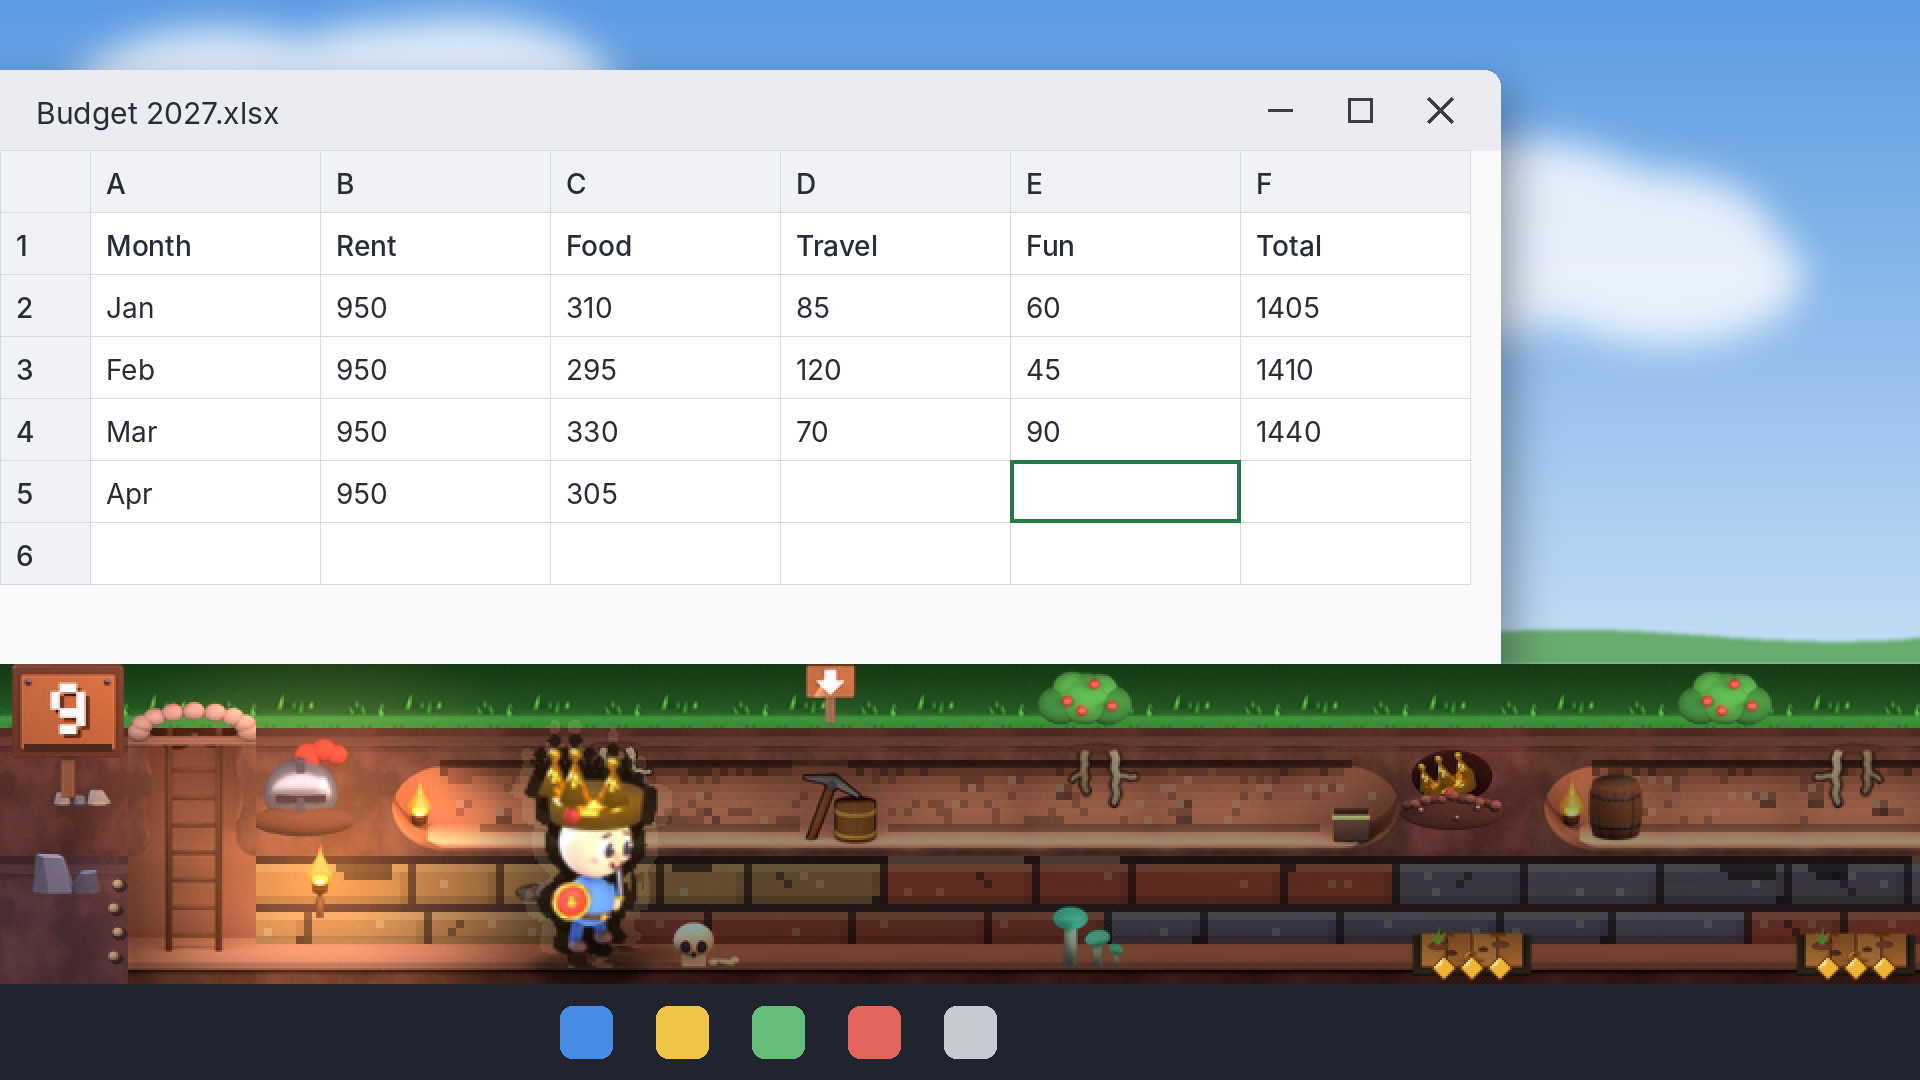 Budget 2027.xlsx
A B C D E F
1 Month Rent Food Travel Fun Total
2 Jan 950 310 85 60 1405
3 Feb 950 295 120 45 1410
4 Mar 950 330 70 90 1440
5 Apr 950 305
6
9